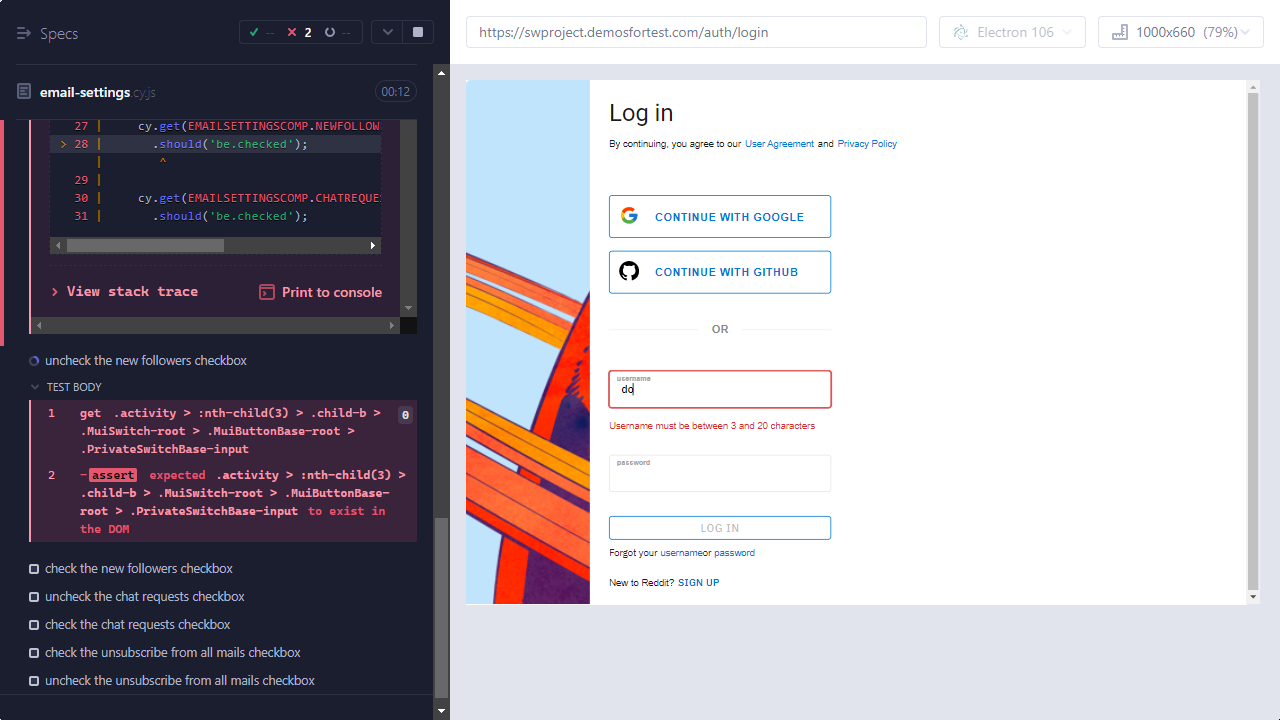 Specs
-- 2 --
email-settings.cy.js
00:12
27 | cy.get(EMAILSETTINGSCOMP.NEWFOLLOW
> 28 | .should('be.checked');
| ^
29 |
30 | cy.get(EMAILSETTINGSCOMP.CHATREQUE
31 | .should('be.checked');
View stack trace
Print to console
uncheck the new followers checkbox
TEST BODY
1 get .activity > :nth-child(3) > .child-b > 0
.MuiSwitch-root > .MuiButtonBase-root >
.PrivateSwitchBase-input
2 -assert expected .activity > :nth-child(3) >
.child-b > .MuiSwitch-root > .MuiButtonBase-
root > .PrivateSwitchBase-input to exist in
the DOM
check the new followers checkbox
uncheck the chat requests checkbox
check the chat requests checkbox
check the unsubscribe from all mails checkbox
uncheck the unsubscribe from all mails checkbox
https://swproject.demosfortest.com/auth/login
Electron 106
1000x660 (79%)
Log in
By continuing, you agree to our User Agreement and Privacy Policy
CONTINUE WITH GOOGLE
CONTINUE WITH GITHUB
OR
username
do
Username must be between 3 and 20 characters
password
LOG IN
Forgot your usernameor password
New to Reddit? SIGN UP